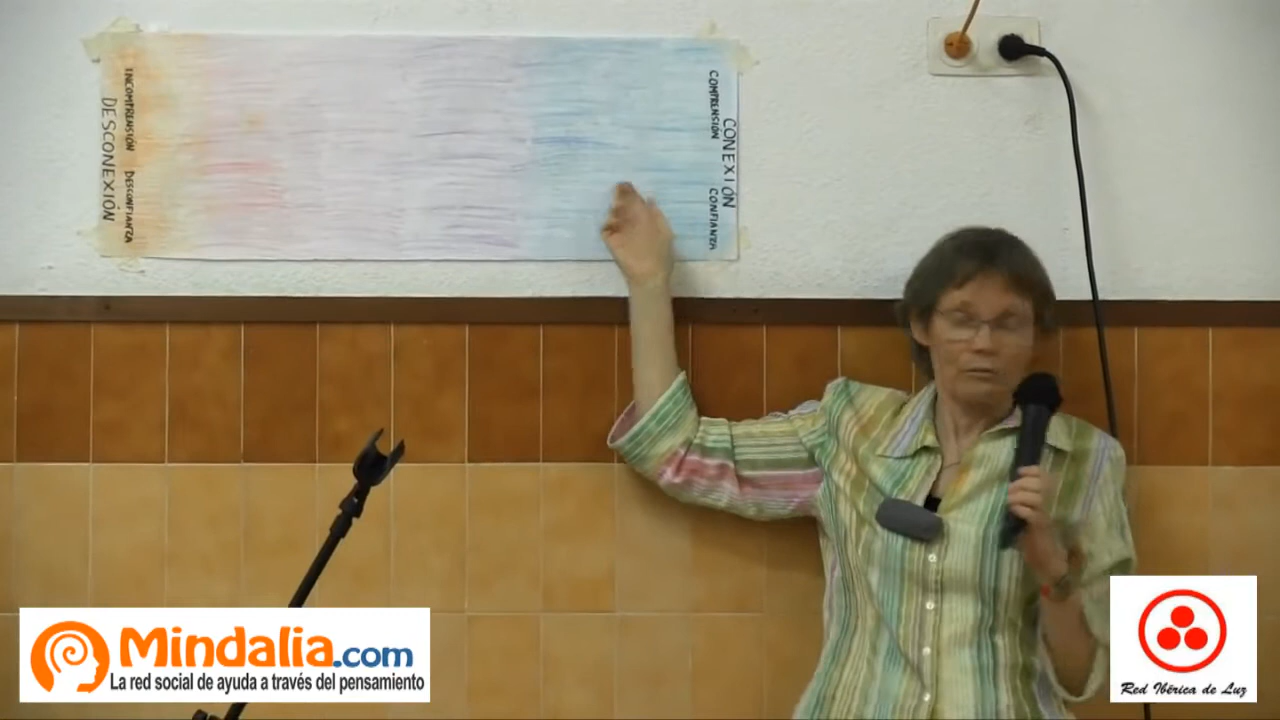 INCOMPRENSIÓN DESCONFIANZA
DESCONEXIÓN
COMPRENSIÓN CONFIANZA
CONEXIÓN
Mindalia.com
La red social de ayuda a través del pensamiento
Red Ibérica de Luz